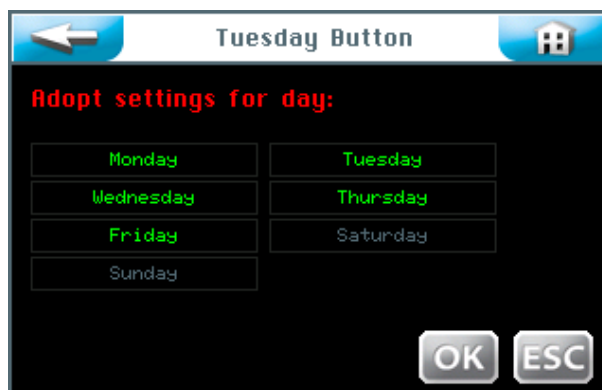 Tuesday Button
Adopt settings for day:
Monday Tuesday
Wednesday Thursday
Friday Saturday
Sunday
OK ESC